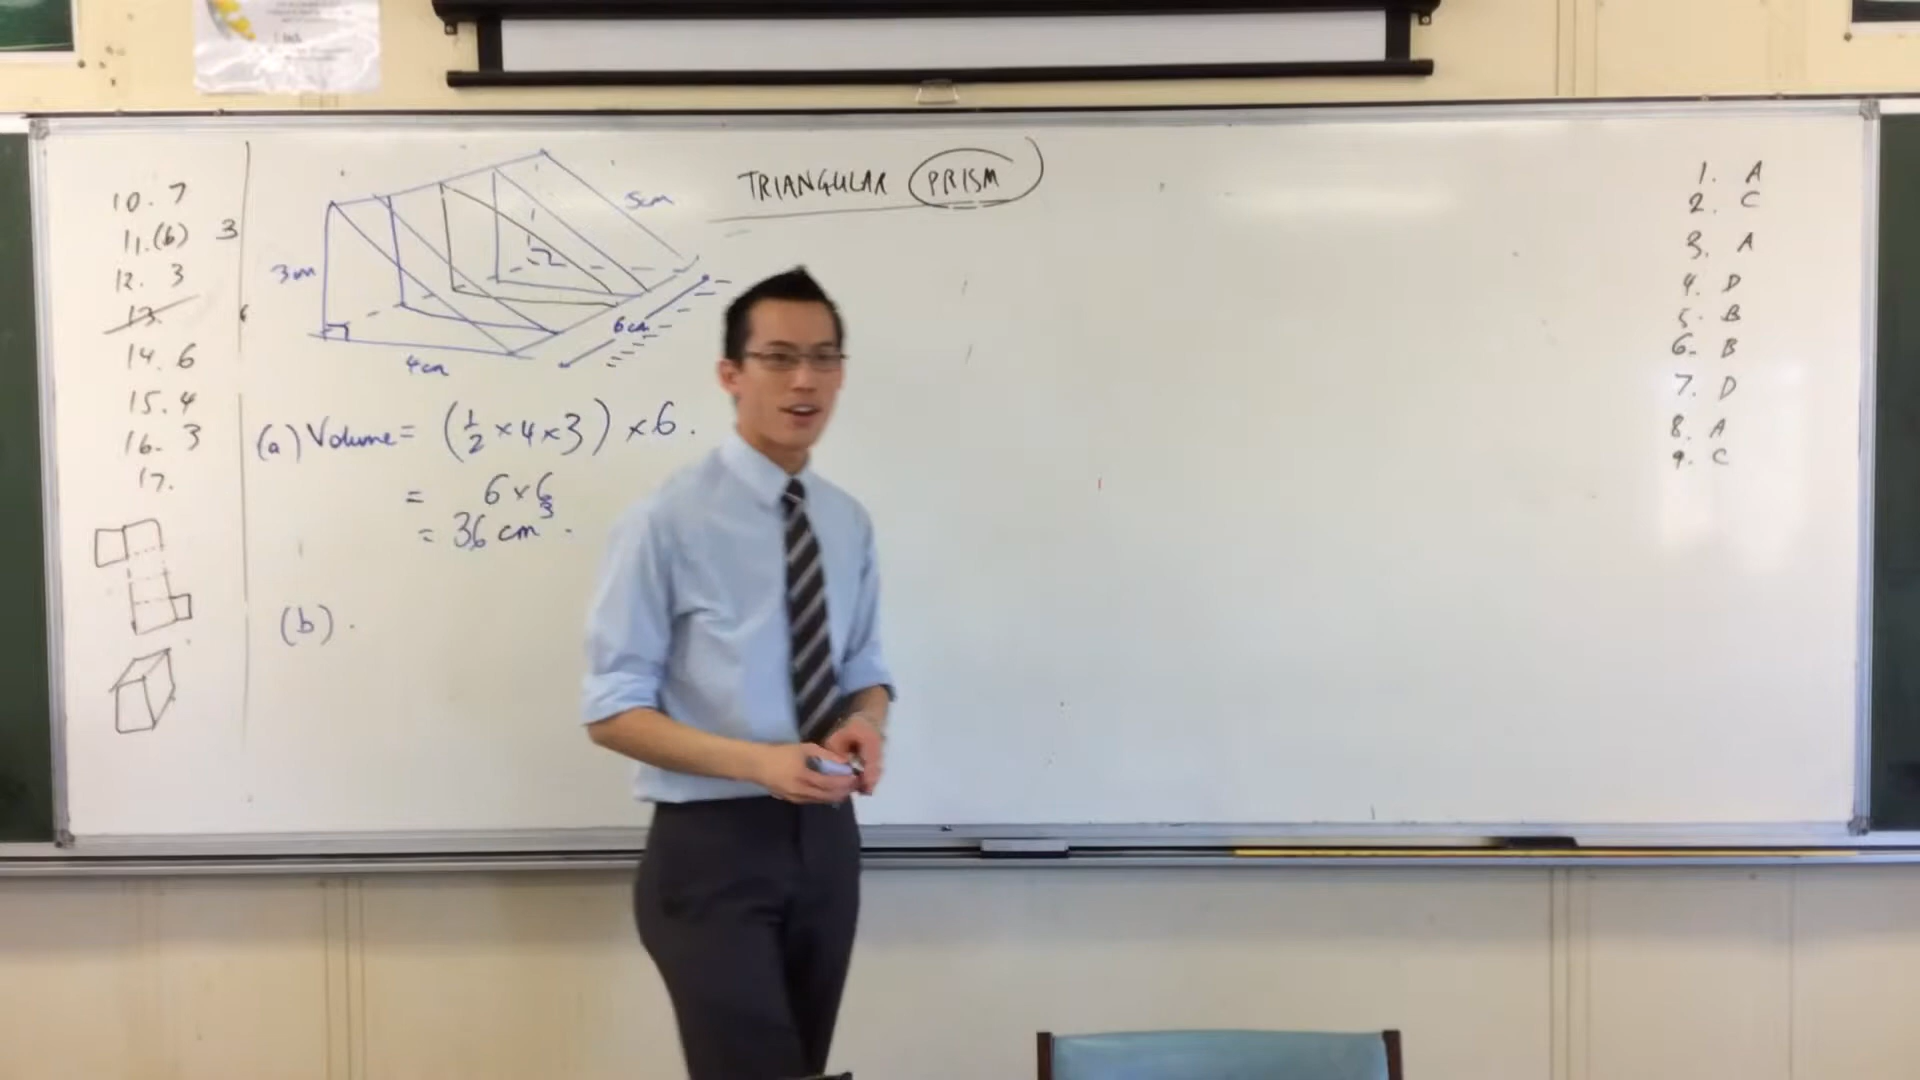 10. 7
11.(b) 3
12. 3
13.
14. 6
15. 4
16. 3
17.
3cm
4cm
5cm
6cm
TRIANGULAR PRISM
(a) Volume = (1/2 × 4 × 3) × 6.
= 6 × 6
= 36 cm³.
(b).
1. A
2. C
3. A
4. D
5. B
6. B
7. D
8. A
9. C